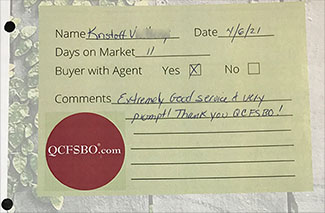 Name Kristoff V Date 4/6/21
Days on Market 11
Buyer with Agent Yes X No
Comments Extremely Good service & very
prompt! Thank you QCFSBO!
QCFSBO.com